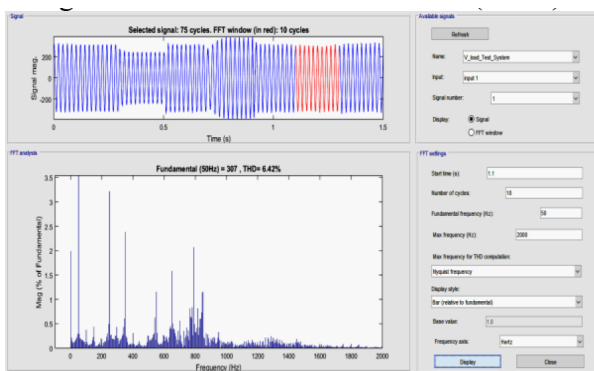 Signal
Selected signal: 75 cycles. FFT window (in red): 10 cycles
Signal mag.
200
0
-200
0
0.5
1
1.5
Time (s)
Available signals
Refresh
Name:
V_load_Test_System
Input:
input 1
Signal number:
1
Display:
Signal
FFT window
FFT analysis
Fundamental (50Hz) = 307 , THD= 6.42%
Mag (% of Fundamental)
3.5
3
2.5
2
1.5
1
0.5
0
0 200 400 600 800 1000 1200 1400 1600 1800 2000
Frequency (Hz)
FFT settings
Start time (s):
1.1
Number of cycles:
10
Fundamental frequency (Hz):
50
Max frequency (Hz):
2000
Max frequency for THD computation:
Nyquist frequency
Display style:
Bar (relative to fundamental)
Base value:
1.0
Frequency axis:
Hertz
Display
Close